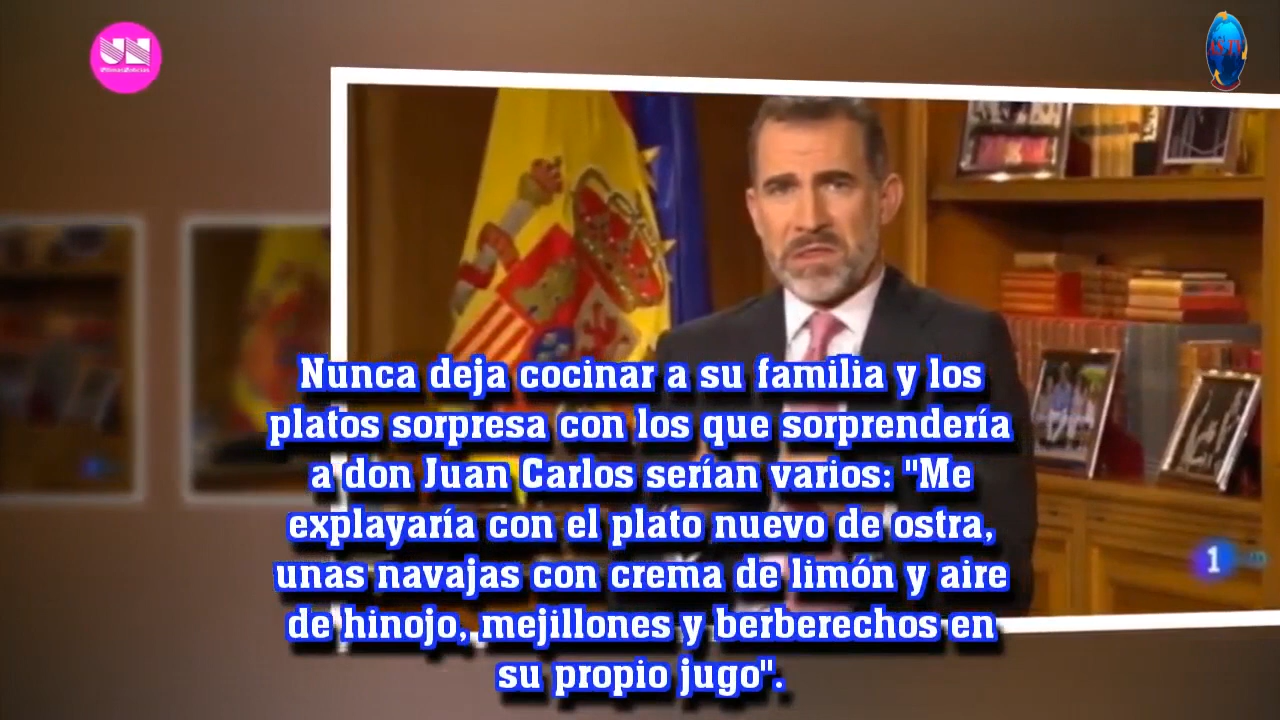 UN
Nunca deja cocinar a su familia y los
platos sorpresa con los que sorprendería
a don Juan Carlos serían varios: "Me
explayaría con el plato nuevo de ostra,
unas navajas con crema de limón y aire
de hinojo, mejillones y berberechos en
su propio jugo".
1